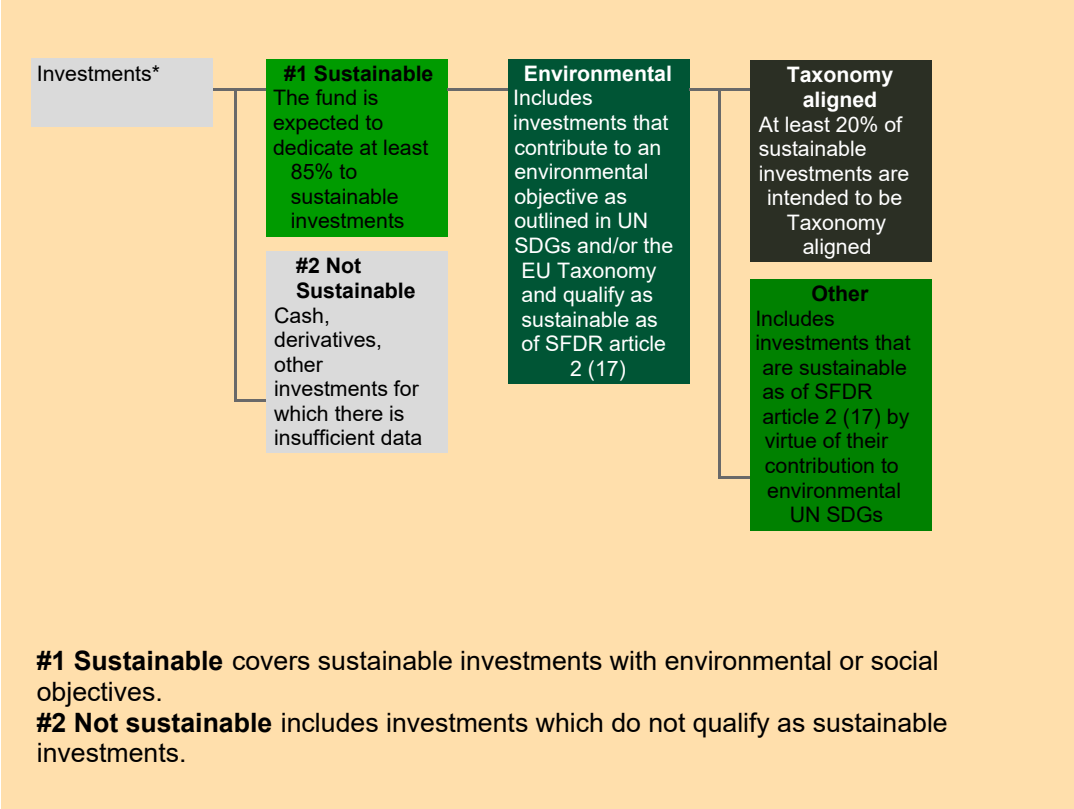 Investments*
#1 Sustainable
The fund is
expected to
dedicate at least
85% to
sustainable
investments
#2 Not
Sustainable
Cash,
derivatives,
other
investments for
which there is
insufficient data
Environmental
Includes
investments that
contribute to an
environmental
objective as
outlined in UN
SDGs and/or the
EU Taxonomy
and qualify as
sustainable as
of SFDR article
2 (17)
Taxonomy
aligned
At least 20% of
sustainable
investments are
intended to be
Taxonomy
aligned
Other
Includes
investments that
are sustainable
as of SFDR
article 2 (17) by
virtue of their
contribution to
environmental
UN SDGs
#1 Sustainable covers sustainable investments with environmental or social
objectives.
#2 Not sustainable includes investments which do not qualify as sustainable
investments.